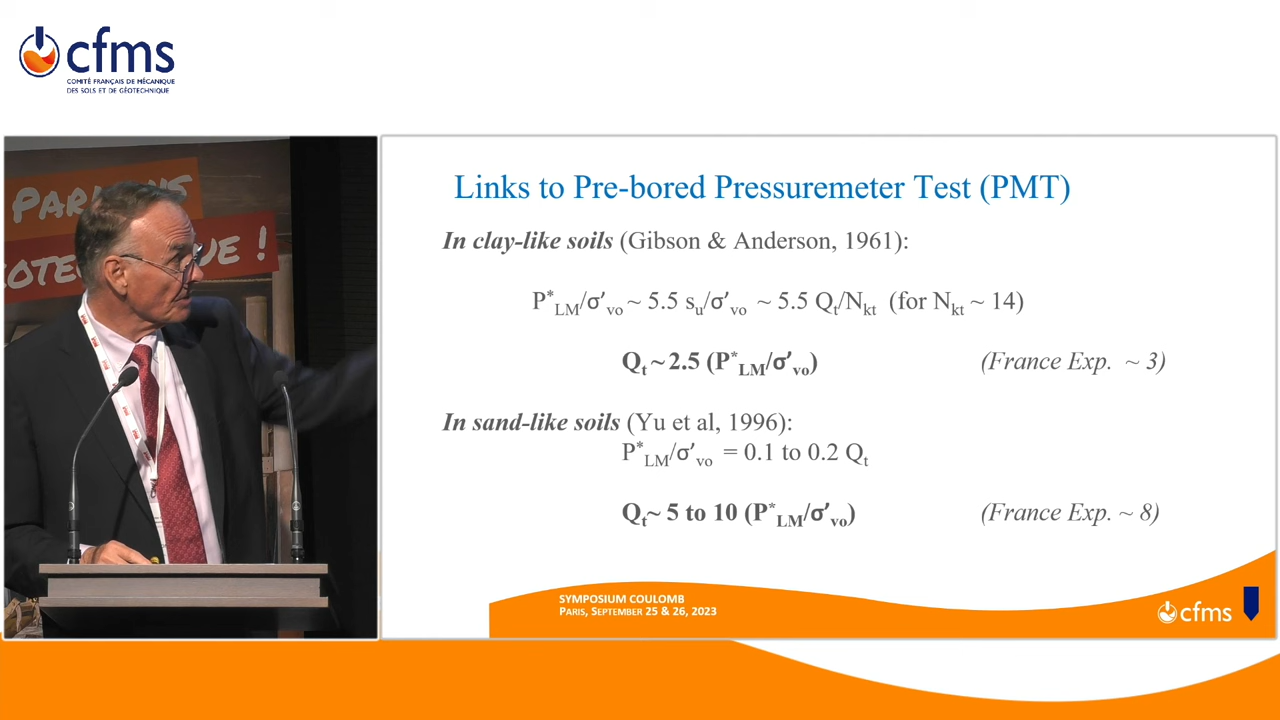 cfms
COMITÉ FRANÇAIS DE MÉCANIQUE
DES SOLS ET DE GÉOTECHNIQUE
PAR
!
Links to Pre-bored Pressuremeter Test (PMT)
In clay-like soils (Gibson & Anderson, 1961):
P*LM/σ′vo ~ 5.5 su/σ′vo ~ 5.5 Qt/Nkt (for Nkt ~ 14)
Qt ~ 2.5 (P*LM/σ′vo) (France Exp. ~ 3)
In sand-like soils (Yu et al, 1996):
P*LM/σ′vo = 0.1 to 0.2 Qt
Qt~ 5 to 10 (P*LM/σ′vo) (France Exp. ~ 8)
SYMPOSIUM COULOMB
PARIS, SEPTEMBER 25 & 26, 2023
cfms